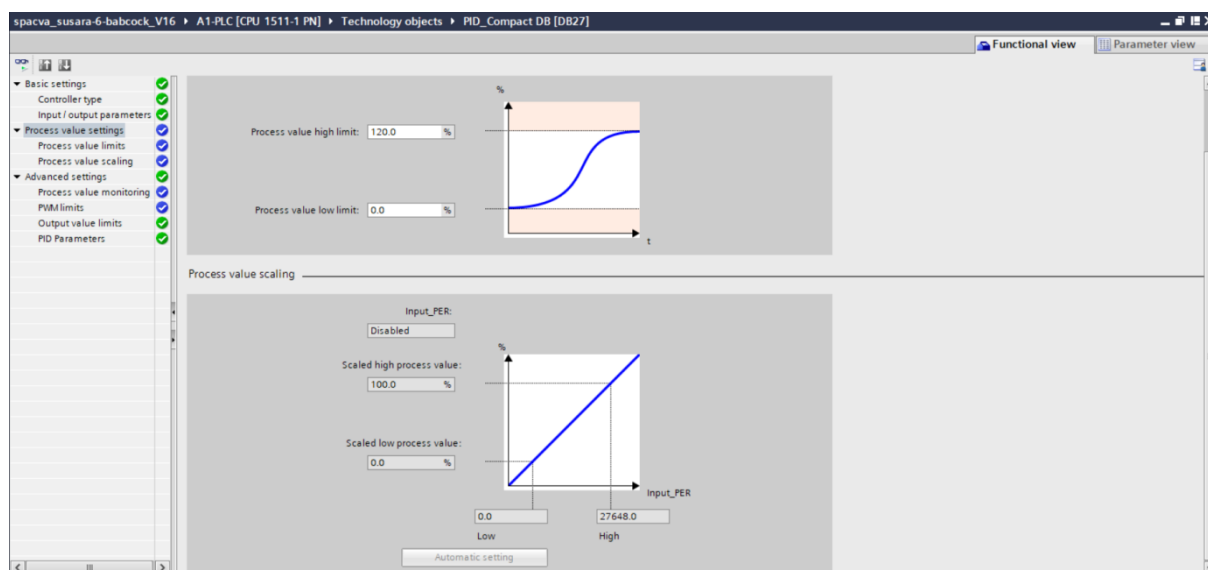 spacva_susara-6-babcock_V16 ▸ A1-PLC [CPU 1511-1 PN] ▸ Technology objects ▸ PID_Compact DB [DB27]
Functional view
Parameter view
Basic settings
Controller type
Input / output parameters
Process value settings
Process value limits
Process value scaling
Advanced settings
Process value monitoring
PWM limits
Output value limits
PID Parameters
%
Process value high limit: 120.0 %
Process value low limit: 0.0 %
t
Process value scaling
Input_PER:
Disabled
%
Scaled high process value:
100.0 %
Scaled low process value:
0.0 %
Input_PER
0.0 27648.0
Low High
Automatic setting